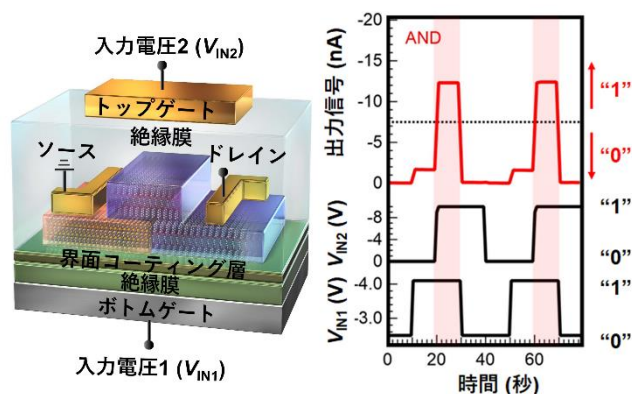 入力電圧2 (VIN2)
トップゲート
絶縁膜
ソース
ドレイン
界面コーティング層
絶縁膜
ボトムゲート
入力電圧1 (VIN1)
出力信号 (nA)
-20
-15
-10
-5
0
AND
“1”
“0”
VIN2 (V)
-8
-4
0
“1”
“0”
VIN1 (V)
-4.0
-3.0
“1”
“0”
0
20
40
60
時間 (秒)